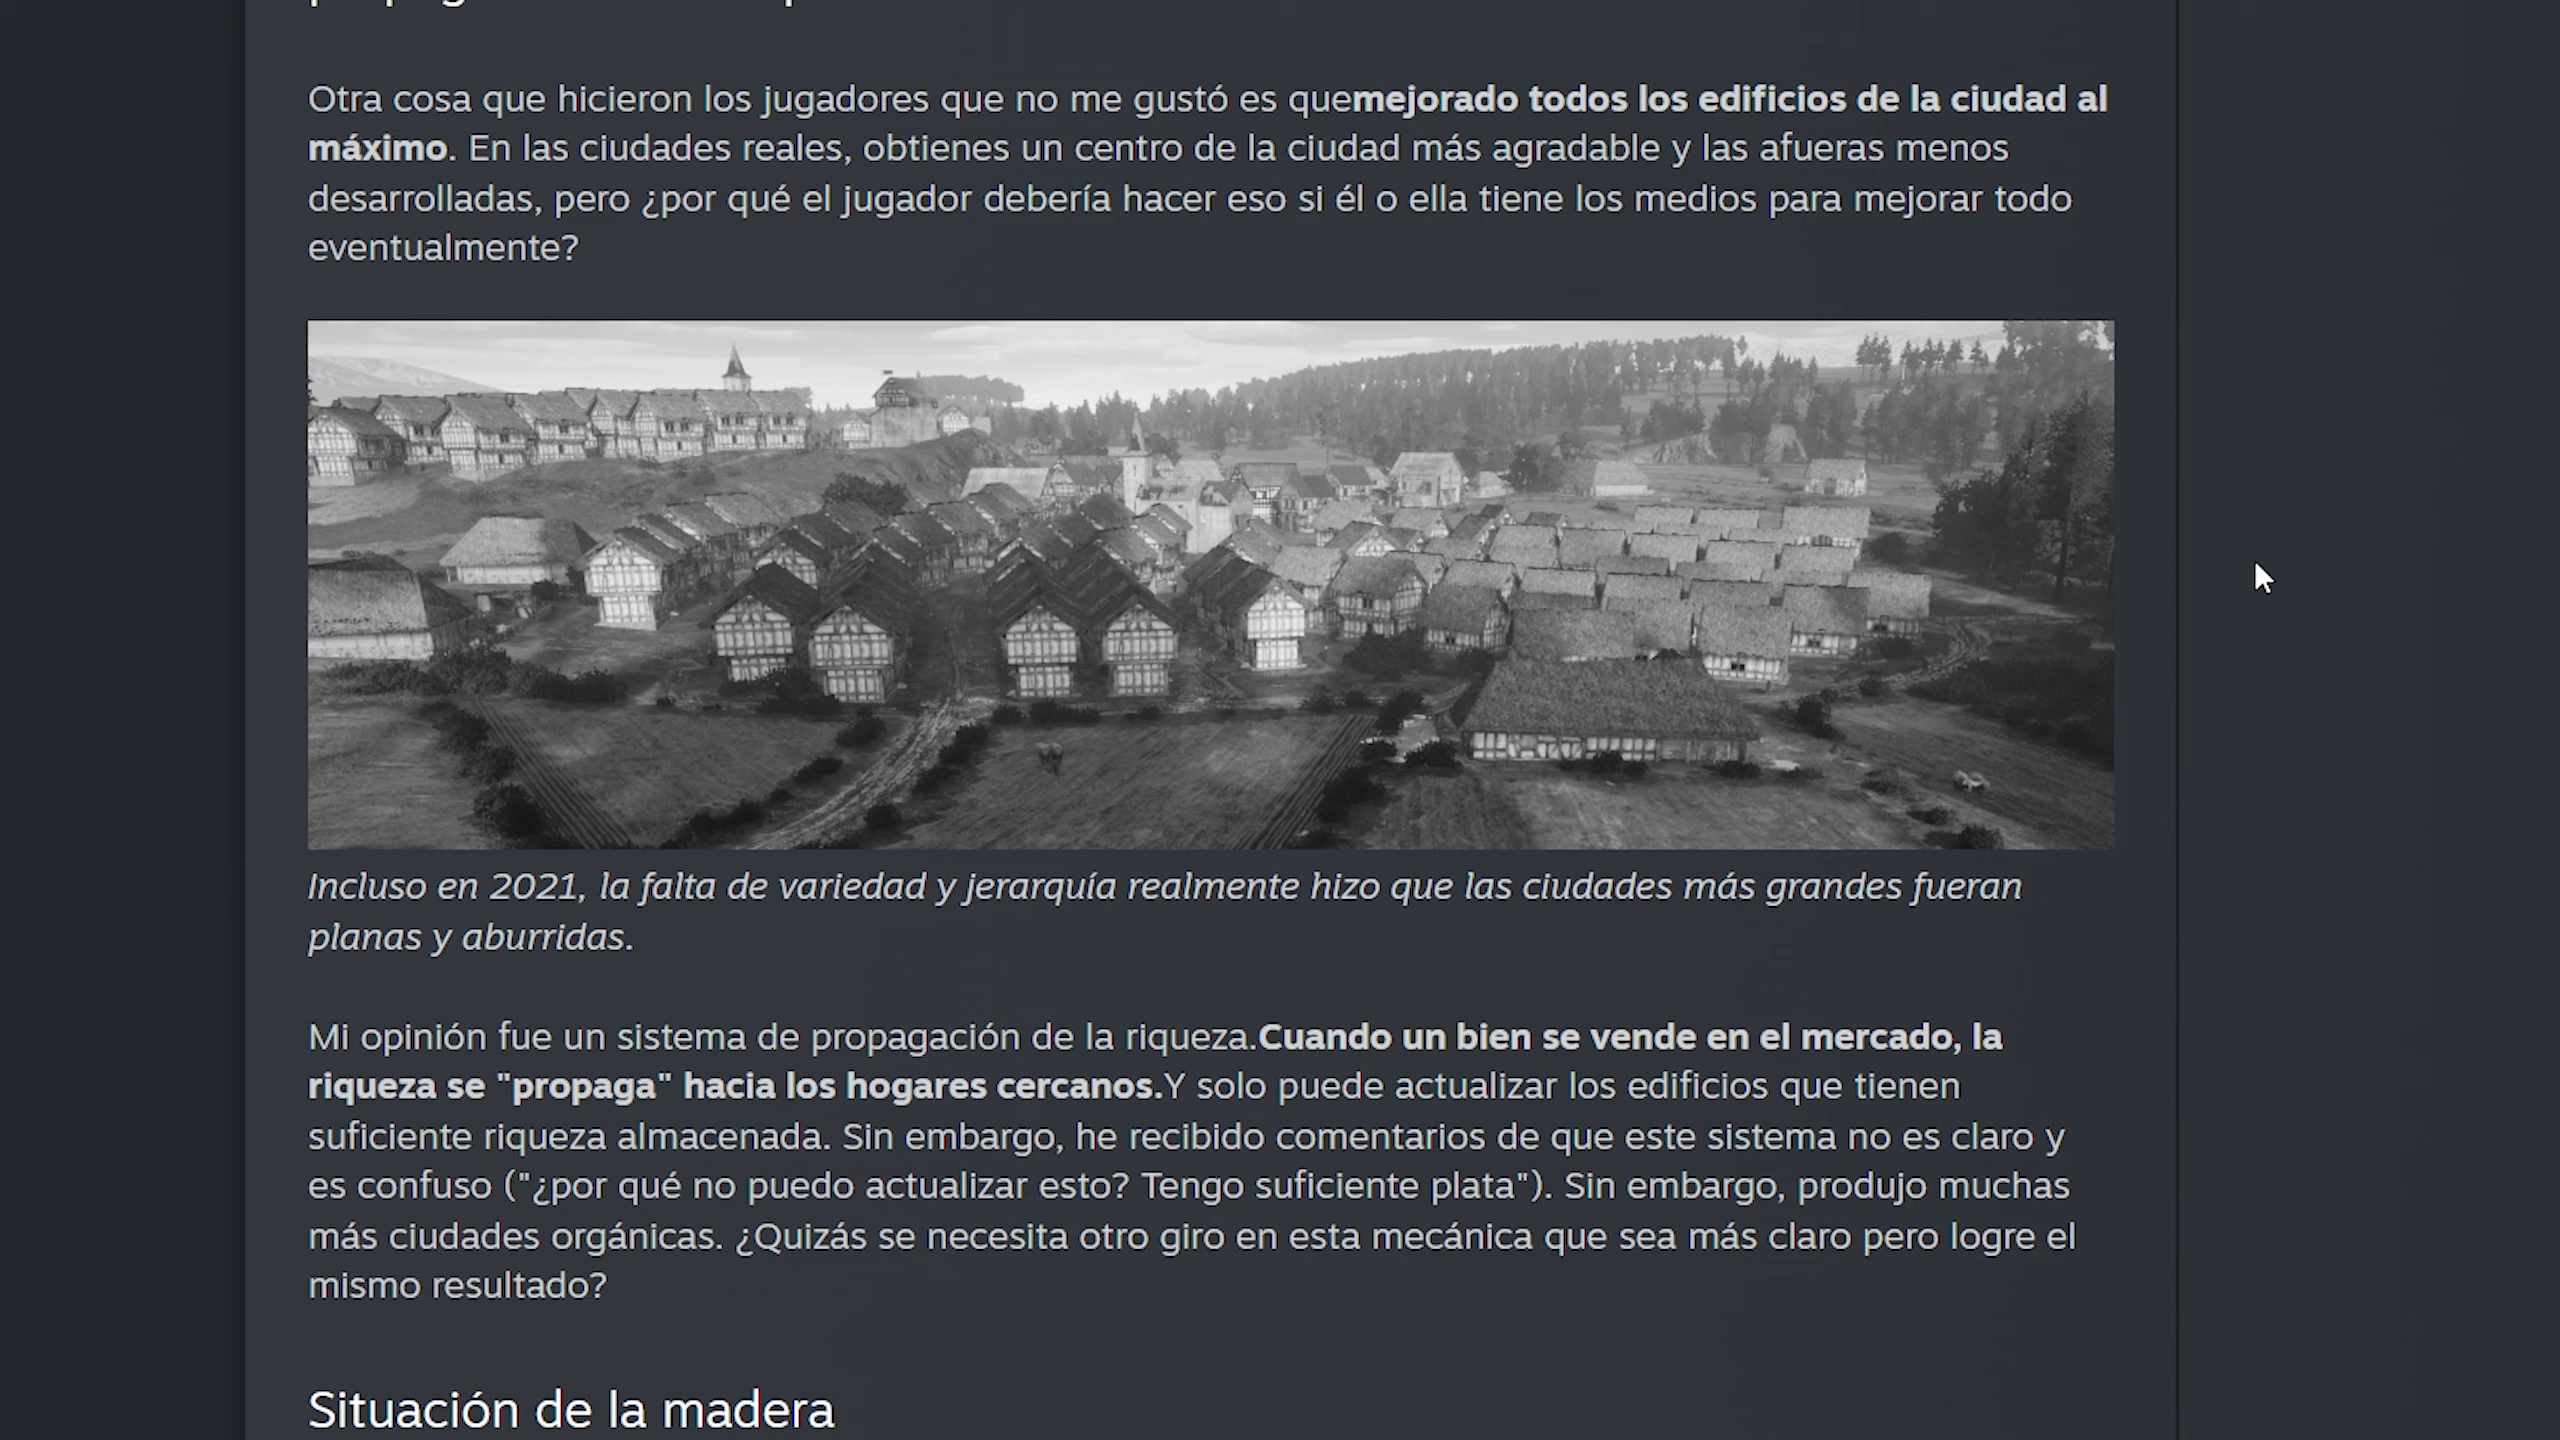 Otra cosa que hicieron los jugadores que no me gustó es quemejorado todos los edificios de la ciudad al
máximo. En las ciudades reales, obtienes un centro de la ciudad más agradable y las afueras menos
desarrolladas, pero ¿por qué el jugador debería hacer eso si él o ella tiene los medios para mejorar todo
eventualmente?
Incluso en 2021, la falta de variedad y jerarquía realmente hizo que las ciudades más grandes fueran
planas y aburridas.
Mi opinión fue un sistema de propagación de la riqueza.Cuando un bien se vende en el mercado, la
riqueza se "propaga" hacia los hogares cercanos.Y solo puede actualizar los edificios que tienen
suficiente riqueza almacenada. Sin embargo, he recibido comentarios de que este sistema no es claro y
es confuso ("¿por qué no puedo actualizar esto? Tengo suficiente plata"). Sin embargo, produjo muchas
más ciudades orgánicas. ¿Quizás se necesita otro giro en esta mecánica que sea más claro pero logre el
mismo resultado?
Situación de la madera